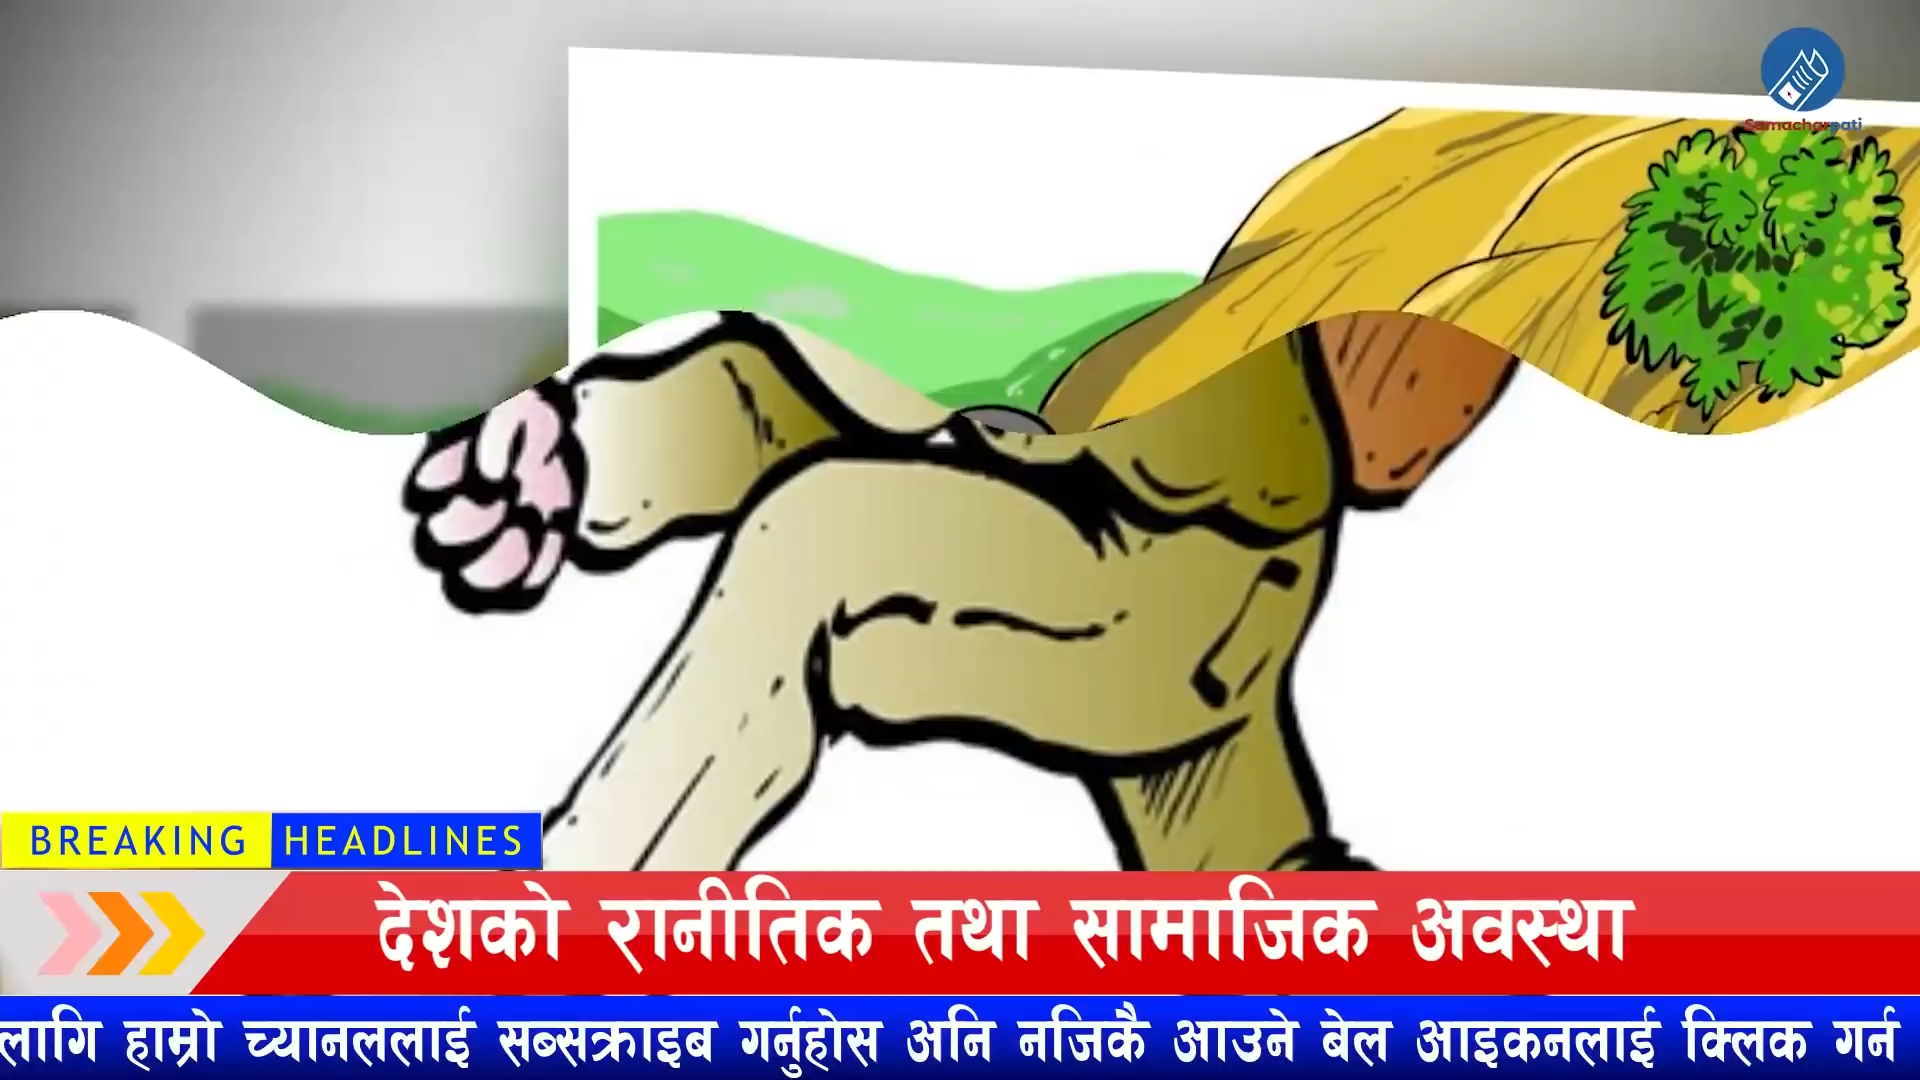 Samacharpati
BREAKING HEADLINES
देशको रानीतिक तथा सामाजिक अवस्था
लागि हाम्रो च्यानललाई सब्सक्राइब गर्नुहोस अनि नजिकै आउने बेल आइकनलाई क्लिक गर्न